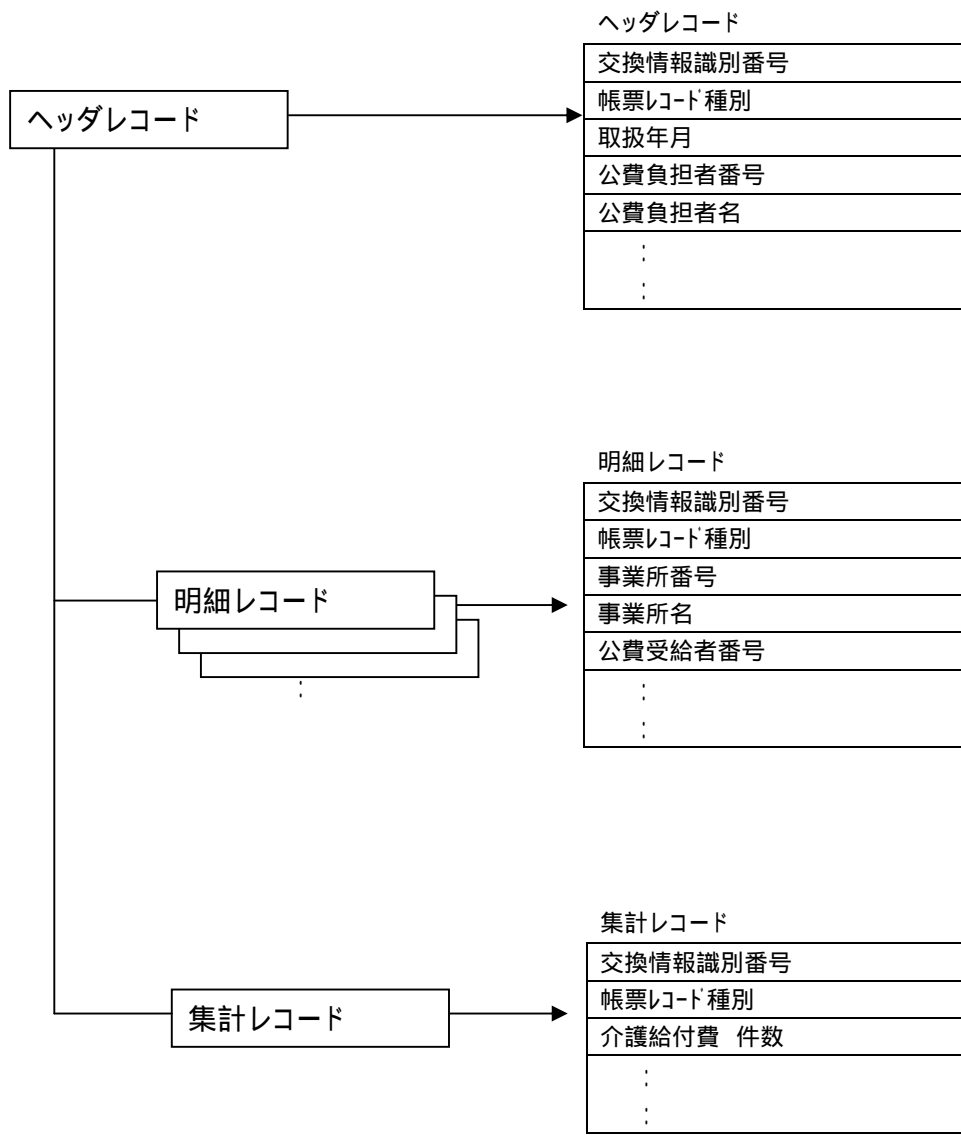 ヘッダレコード
ヘッダレコード
交換情報識別番号
帳票ﾚｺｰﾄﾞ種別
取扱年月
公費負担者番号
公費負担者名
:
:
明細レコード
:
明細レコード
交換情報識別番号
帳票ﾚｺｰﾄﾞ種別
事業所番号
事業所名
公費受給者番号
:
:
集計レコード
集計レコード
交換情報識別番号
帳票ﾚｺｰﾄﾞ種別
介護給付費 件数
:
: